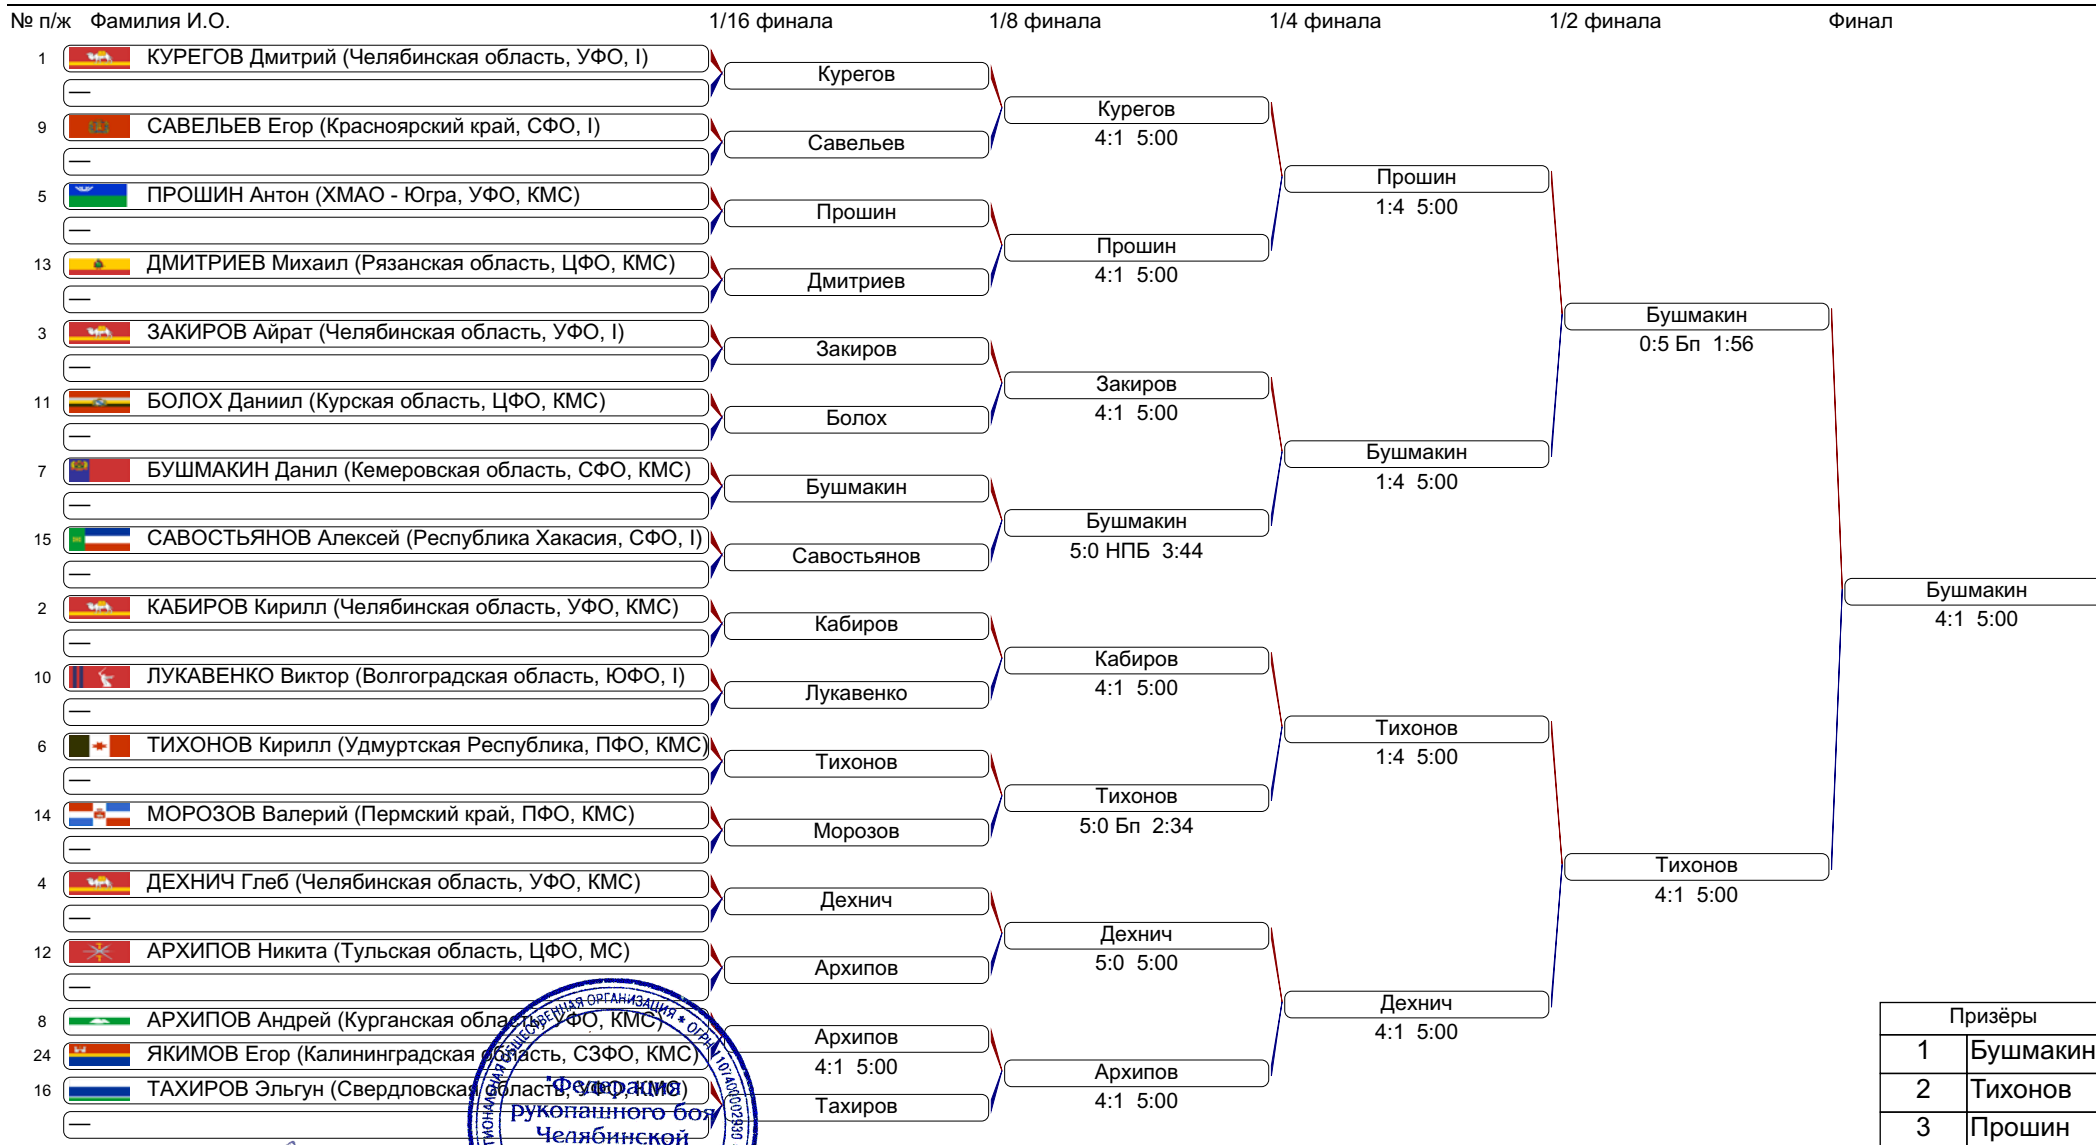 № п/ж Фамилия И.О. 1/16 финала 1/8 финала 1/4 финала 1/2 финала Финал
1 КУРЕГОВ Дмитрий (Челябинская область, УФО, I)
—
9 САВЕЛЬЕВ Егор (Красноярский край, СФО, I)
—
5 ПРОШИН Антон (ХМАО - Югра, УФО, КМС)
—
13 ДМИТРИЕВ Михаил (Рязанская область, ЦФО, КМС)
—
3 ЗАКИРОВ Айрат (Челябинская область, УФО, I)
—
11 БОЛОХ Даниил (Курская область, ЦФО, КМС)
—
7 БУШМАКИН Данил (Кемеровская область, СФО, КМС)
—
15 САВОСТЬЯНОВ Алексей (Республика Хакасия, СФО, I)
—
2 КАБИРОВ Кирилл (Челябинская область, УФО, КМС)
—
10 ЛУКАВЕНКО Виктор (Волгоградская область, ЮФО, I)
—
6 ТИХОНОВ Кирилл (Удмуртская Республика, ПФО, КМС)
—
14 МОРОЗОВ Валерий (Пермский край, ПФО, КМС)
—
4 ДЕХНИЧ Глеб (Челябинская область, УФО, КМС)
—
12 АРХИПОВ Никита (Тульская область, ЦФО, МС)
—
8 АРХИПОВ Андрей (Курганская область, УФО, КМС)
24 ЯКИМОВ Егор (Калининградская область, СЗФО, КМС)
16 ТАХИРОВ Эльгун (Свердловская область, УФО, КМС)
—
Курегов
Савельев
Прошин
Дмитриев
Закиров
Болох
Бушмакин
Савостьянов
Кабиров
Лукавенко
Тихонов
Морозов
Дехнич
Архипов
Архипов
4:1 5:00
Тахиров
Курегов
4:1 5:00
Прошин
4:1 5:00
Закиров
4:1 5:00
Бушмакин
5:0 НПБ 3:44
Кабиров
4:1 5:00
Тихонов
5:0 Бп 2:34
Дехнич
5:0 5:00
Архипов
4:1 5:00
Прошин
1:4 5:00
Бушмакин
1:4 5:00
Тихонов
1:4 5:00
Дехнич
4:1 5:00
Бушмакин
0:5 Бп 1:56
Тихонов
4:1 5:00
Бушмакин
4:1 5:00
Призёры
1 Бушмакин
2 Тихонов
3 Прошин
ОБЩЕСТВЕННАЯ ОРГАНИЗАЦИЯ * ОГРН
"Федерация
рукопашного боя
Челябинской